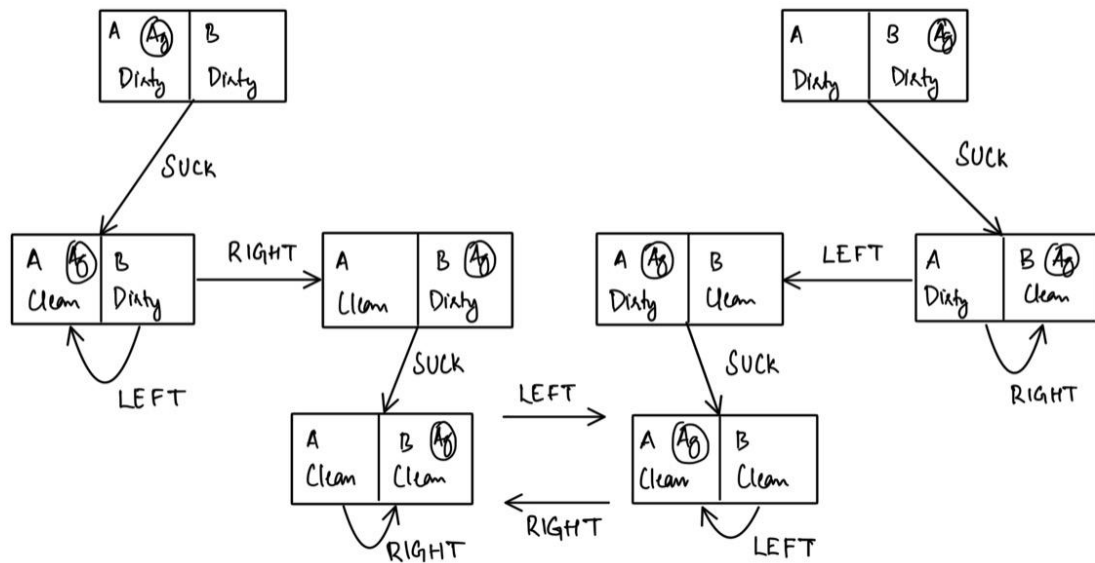 A Ag B
Dirty Dirty
A B Ag
Dirty Dirty
SUCK
SUCK
A Ag B
Clean Dirty
RIGHT
A B Ag
Clean Dirty
A Ag B
Dirty Clean
LEFT
A B Ag
Dirty Clean
LEFT
SUCK
SUCK
RIGHT
LEFT
A B Ag
Clean Clean
A Ag B
Clean Clean
RIGHT
RIGHT
LEFT